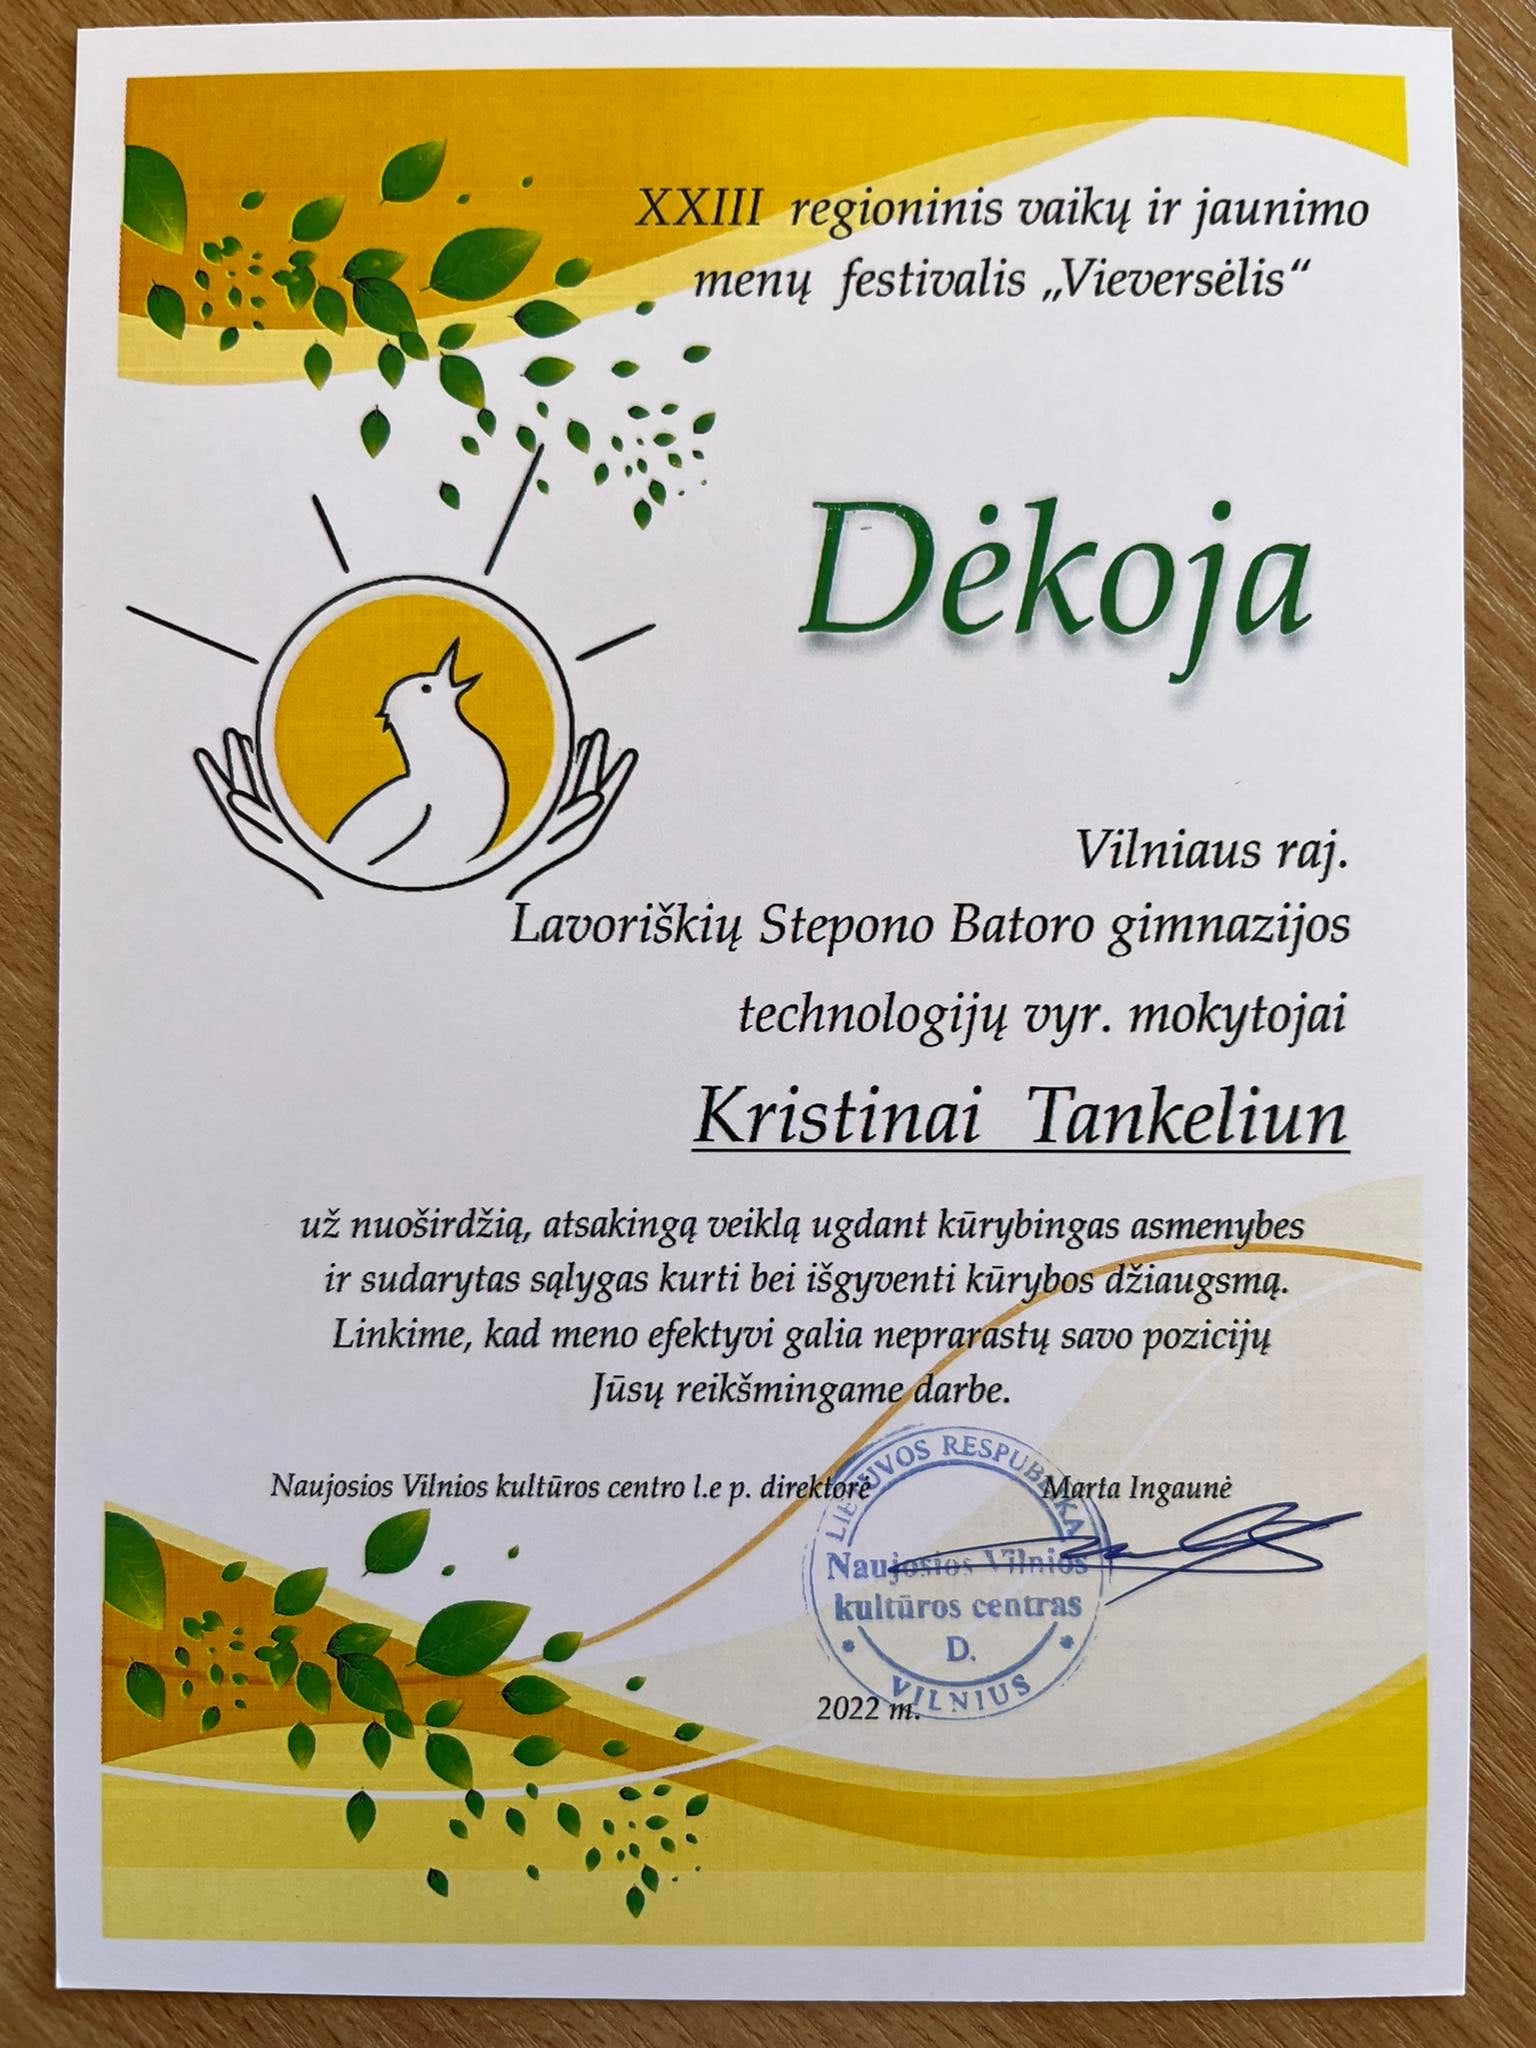 XXIII regioninis vaikų ir jaunimo
menų festivalis „Vieversėlis“
Dėkoja
Vilniaus raj.
Lavoriškių Stepono Batoro gimnazijos
technologijų vyr. mokytojai
Kristinai Tankeliun
už nuoširdžią, atsakingą veiklą ugdant kūrybingas asmenybes
ir sudarytas sąlygas kurti bei išgyventi kūrybos džiaugsmą.
Linkime, kad meno efektyvi galia neprarastų savo pozicijų
Jūsų reikšmingame darbe.
Naujosios Vilnios kultūros centro l.e p. direktorė Marta Ingaunė
LIETUVOS RESPUBLIKA
Naujosios Vilnios
kultūros centras
D.
VILNIUS
2022 m.